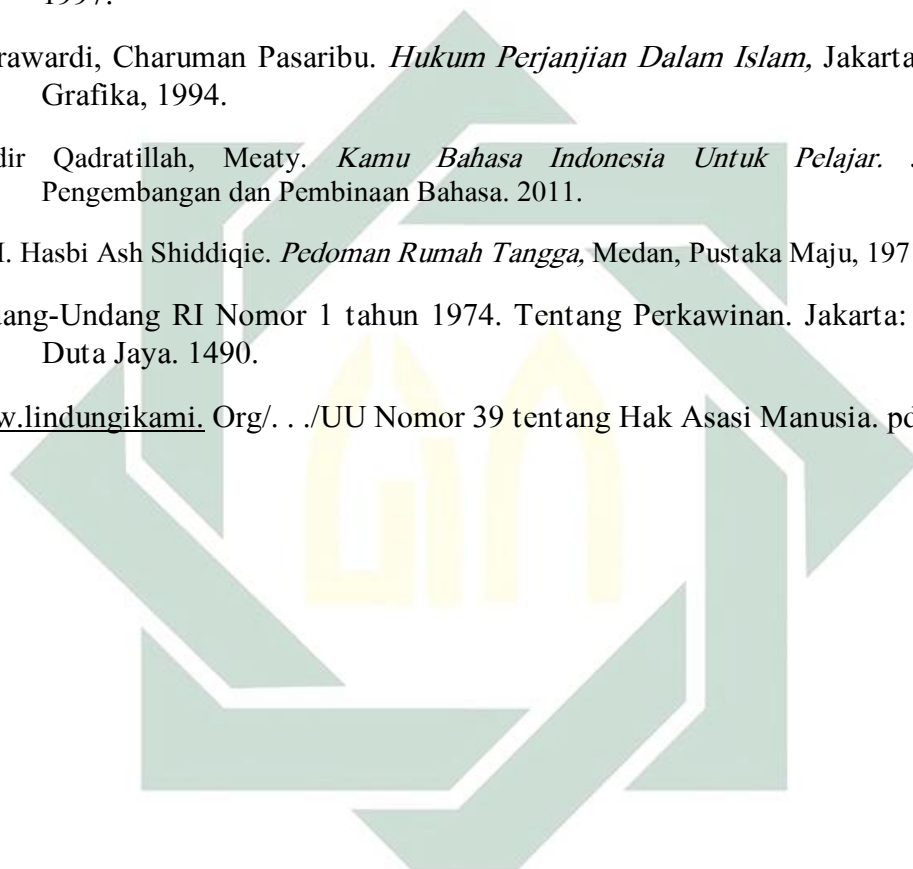 1997.
rawardi, Charuman Pasaribu. Hukum Perjanjian Dalam Islam, Jakarta
Grafika, 1994.
dir Qadratillah, Meaty. Kamu Bahasa Indonesia Untuk Pelajar.
Pengembangan dan Pembinaan Bahasa. 2011.
. Hasbi Ash Shiddiqie. Pedoman Rumah Tangga, Medan, Pustaka Maju, 197
ang-Undang RI Nomor 1 tahun 1974. Tentang Perkawinan. Jakarta:
Duta Jaya. 1490.
w.lindungikami. Org/. . ./UU Nomor 39 tentang Hak Asasi Manusia. pd